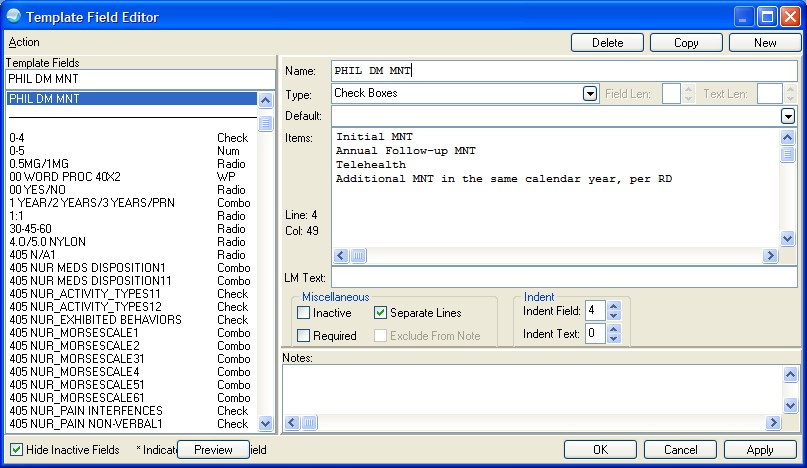 Template Field Editor
Action
Delete
Copy
New
Template Fields
PHIL DM MNT
PHIL DM MNT
0-4 Check
0-5 Num
0.5MG/1MG Radio
00 WORD PROC 40X2 WP
00 YES/NO Radio
1 YEAR/2 YEARS/3 YEARS/PRN Combo
1:1 Radio
30-45-60 Radio
4.0/5.0 NYLON Radio
405 N/A1 Radio
405 NUR MEDS DISPOSITION1 Combo
405 NUR MEDS DISPOSITION11 Combo
405 NUR_ACTIVITY_TYPES11 Check
405 NUR_ACTIVITY_TYPES12 Check
405 NUR_EXHIBITED BEHAVIORS Check
405 NUR_MORSESCALE1 Combo
405 NUR_MORSESCALE2 Combo
405 NUR_MORSESCALE31 Combo
405 NUR_MORSESCALE4 Combo
405 NUR_MORSESCALE51 Combo
405 NUR_MORSESCALE61 Combo
405 NUR_PAIN INTERFENCES Check
405 NUR_PAIN NON-VERBAL1 Check
Name: PHIL DM MNT
Type: Check Boxes Field Len: Text Len:
Default:
Items:
Initial MNT
Annual Follow-up MNT
Telehealth
Additional MNT in the same calendar year, per RD
Line: 4
Col: 49
LM Text:
Miscellaneous
Inactive
Separate Lines
Required
Exclude From Note
Indent
Indent Field: 4
Indent Text: 0
Notes:
Hide Inactive Fields
* Indicat
Preview
ield
OK
Cancel
Apply